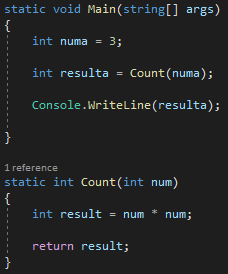 static void Main(string[] args)
{
    int numa = 3;
    int resulta = Count(numa);
    Console.WriteLine(resulta);
}
1 reference
static int Count(int num)
{
    int result = num * num;
    return result;
}